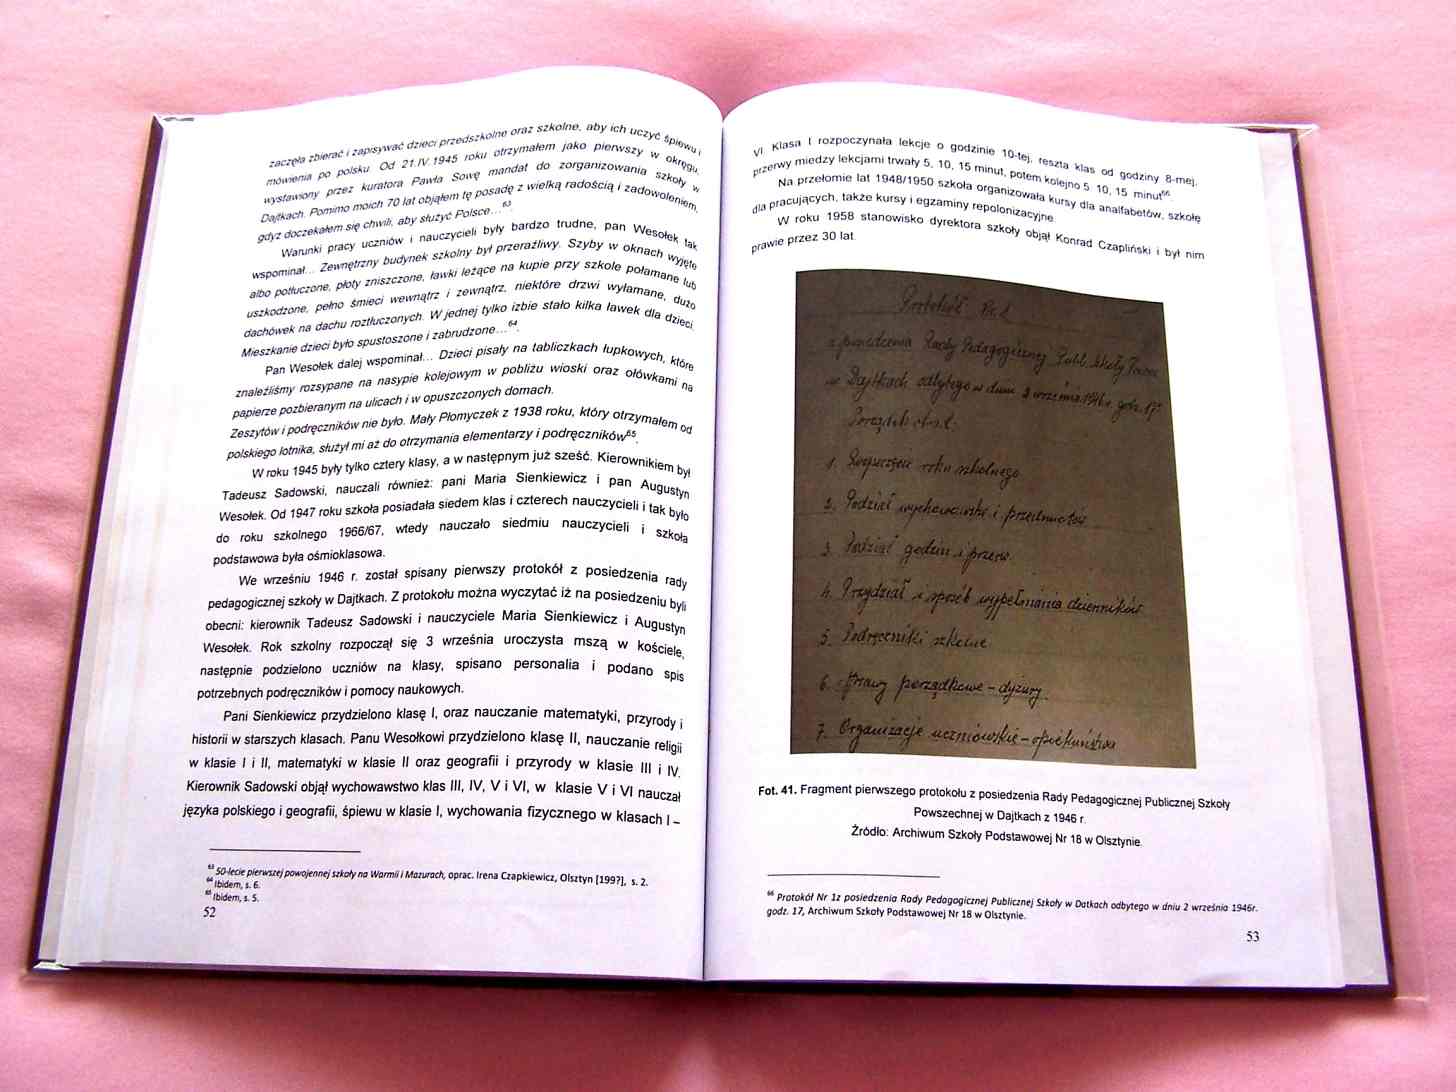 zaczęła zbierać i zapisywać dzieci przedszkolne oraz szkolne, aby ich uczyć śpiewu i
mówienia po polsku. Od 21.IV.1945 roku otrzymałem jako pierwszy w okręgu,
wystawiony przez kuratora Pawła Sowę mandat do zorganizowania szkoły w
Dajtkach. Pomimo moich 70 lat objąłem tę posadę z wielką radością i zadowoleniem,
gdyż doczekałem się chwili, aby służyć Polsce…63.
Warunki pracy uczniów i nauczycieli były bardzo trudne, pan Wesołek tak
wspominał… Zewnętrzny budynek szkolny był przeraźliwy. Szyby w oknach wyjęte
albo potłuczone, płoty zniszczone, ławki leżące na kupie przy szkole połamane lub
uszkodzone, pełno śmieci wewnątrz i zewnątrz, niektóre drzwi wyłamane, dużo
dachówek na dachu roztłuczonych. W jednej tylko izbie stało kilka ławek dla dzieci.
Mieszkanie dzieci było spustoszone i zabrudzone…64.
Pan Wesołek dalej wspominał… Dzieci pisały na tabliczkach łupkowych, które
znaleźliśmy rozsypane na nasypie kolejowym w pobliżu wioski oraz ołówkami na
papierze pozbieranym na ulicach i w opuszczonych domach.
Zeszytów i podręczników nie było. Mały Płomyczek z 1938 roku, który otrzymałem od
polskiego lotnika, służył mi aż do otrzymania elementarzy i podręczników65.
W roku 1945 były tylko cztery klasy, a w następnym już sześć. Kierownikiem był
Tadeusz Sadowski, nauczali również: pani Maria Sienkiewicz i pan Augustyn
Wesołek. Od 1947 roku szkoła posiadała siedem klas i czterech nauczycieli i tak było
do roku szkolnego 1966/67, wtedy nauczało siedmiu nauczycieli i szkoła
podstawowa była ośmioklasowa.
We wrześniu 1946 r. został spisany pierwszy protokół z posiedzenia rady
pedagogicznej szkoły w Dajtkach. Z protokołu można wyczytać iż na posiedzeniu byli
obecni: kierownik Tadeusz Sadowski i nauczyciele Maria Sienkiewicz i Augustyn
Wesołek. Rok szkolny rozpoczął się 3 września uroczysta mszą w kościele,
następnie podzielono uczniów na klasy, spisano personalia i podano spis
potrzebnych podręczników i pomocy naukowych.
Pani Sienkiewicz przydzielono klasę I, oraz nauczanie matematyki, przyrody i
historii w starszych klasach. Panu Wesołkowi przydzielono klasę II, nauczanie religii
w klasie I i II, matematyki w klasie II oraz geografii i przyrody w klasie III i IV.
Kierownik Sadowski objął wychowawstwo klas III, IV, V i VI, w klasie V i VI nauczał
języka polskiego i geografii, śpiewu w klasie I, wychowania fizycznego w klasach I –
63 50-lecie pierwszej powojennej szkoły na Warmii i Mazurach, oprac. Irena Czapkiewicz, Olsztyn [199?], s. 2.
64 Ibidem, s. 6.
65 Ibidem, s. 5.
52
VI. Klasa I rozpoczynała lekcje o godzinie 10-tej, reszta klas od godziny 8-mej,
przerwy miedzy lekcjami trwały 5, 10, 15 minut, potem kolejno 5, 10, 15 minut66.
Na przełomie lat 1948/1950 szkoła organizowała kursy dla analfabetów, szkołę
dla pracujących, także kursy i egzaminy repolonizacyjne.
W roku 1958 stanowisko dyrektora szkoły objął Konrad Czapliński i był nim
prawie przez 30 lat.
Protokół Nr 1
z posiedzenia Rady Pedagogicznej Publ. Szkoły Powsz.
w Dajtkach odbytego w dniu 2 września 1946 r. godz. 17
Porządek obrad:
1. Rozpoczęcie roku szkolnego
2. Podział wychowawstw i przedmiotów
3. Podział godzin i przerw
4. Przydział i sposób wypełniania dzienników
5. Podręczniki szkolne
6. Sprawy porządkowe – dyżury
7. Organizacje uczniowskie – opiekuństwa
Fot. 41. Fragment pierwszego protokołu z posiedzenia Rady Pedagogicznej Publicznej Szkoły
Powszechnej w Dajtkach z 1946 r.
Źródło: Archiwum Szkoły Podstawowej Nr 18 w Olsztynie.
66 Protokół Nr 1z posiedzenia Rady Pedagogicznej Publicznej Szkoły w Datkach odbytego w dniu 2 września 1946r.
godz. 17, Archiwum Szkoły Podstawowej Nr 18 w Olsztynie.
53